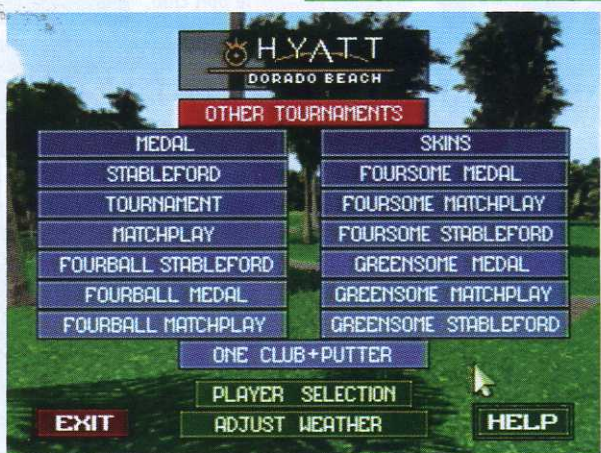 HYATT
DORADO BEACH
OTHER TOURNAMENTS
MEDAL
STABLEFORD
TOURNAMENT
MATCHPLAY
FOURBALL STABLEFORD
FOURBALL MEDAL
FOURBALL MATCHPLAY
SKINS
FOURSOME MEDAL
FOURSOME MATCHPLAY
FOURSOME STABLEFORD
GREENSOME MEDAL
GREENSOME MATCHPLAY
GREENSOME STABLEFORD
ONE CLUB+PUTTER
PLAYER SELECTION
EXIT
ADJUST WEATHER
HELP